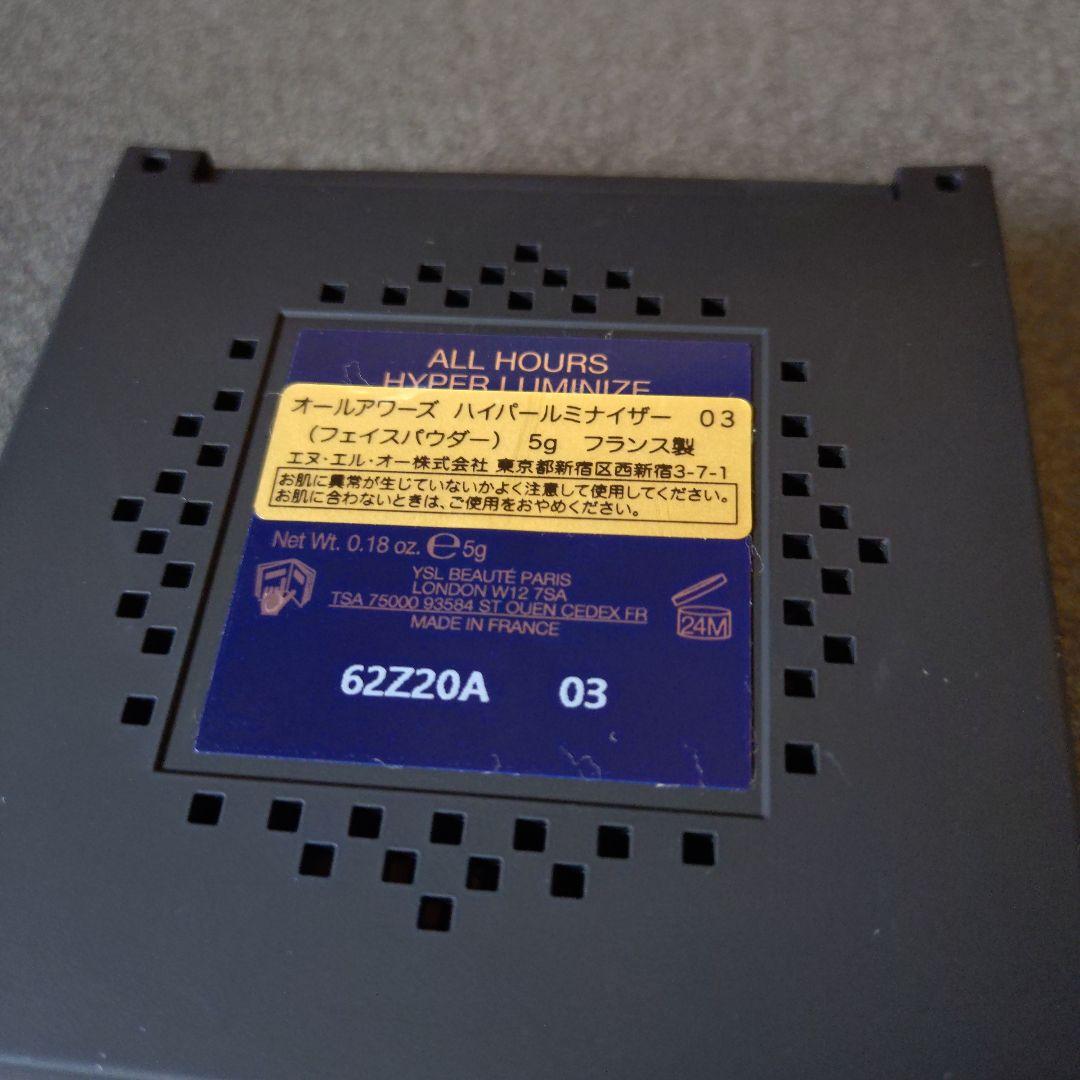 ALL HOURS
HYPER LUMINIZE
オールアワーズ ハイパールミナイザー 03
(フェイスパウダー) 5g フランス製
エヌ・エル・オー株式会社 東京都新宿区西新宿3-7-1
お肌に異常が生じていないかよく注意して使用してください。
お肌に合わないときは、ご使用をおやめください。
Net Wt. 0.18 oz. e 5g
YSL BEAUTÉ PARIS
LONDON W12 7SA
TSA 75000 93584 ST OUEN CEDEX FR
MADE IN FRANCE
24M
62Z20A 03